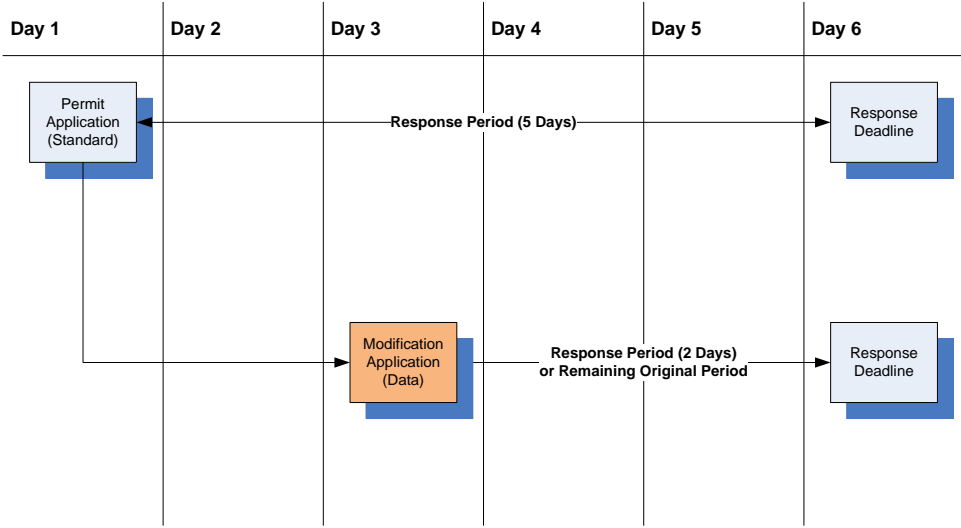 Day 1
Day 2
Day 3
Day 4
Day 5
Day 6
Permit
Application
(Standard)
Response Period (5 Days)
Response
Deadline
Modification
Application
(Data)
Response Period (2 Days)
or Remaining Original Period
Response
Deadline